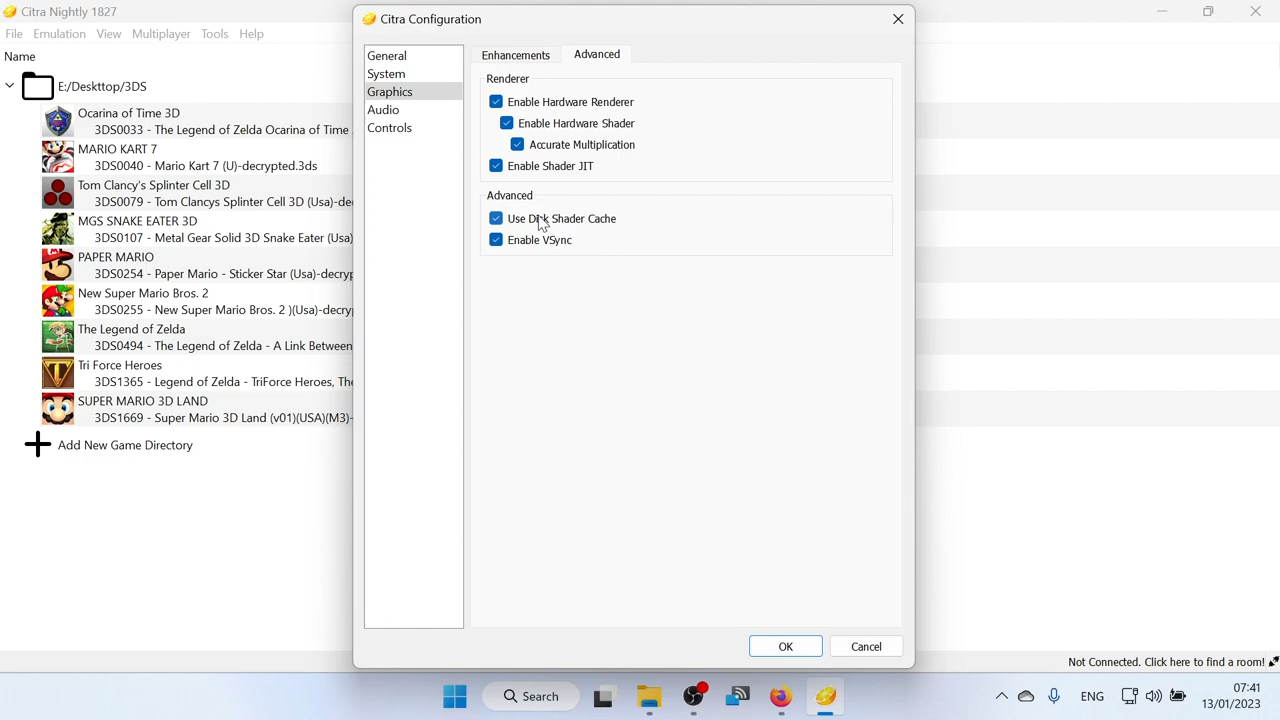 Citra Nightly 1827
File Emulation View Multiplayer Tools Help
Name
E:/Deskttop/3DS
Ocarina of Time 3D
3DS0033 - The Legend of Zelda Ocarina of Time
MARIO KART 7
3DS0040 - Mario Kart 7 (U)-decrypted.3ds
Tom Clancy's Splinter Cell 3D
3DS0079 - Tom Clancys Splinter Cell 3D (Usa)-de
MGS SNAKE EATER 3D
3DS0107 - Metal Gear Solid 3D Snake Eater (Usa)
PAPER MARIO
3DS0254 - Paper Mario - Sticker Star (Usa)-decryp
New Super Mario Bros. 2
3DS0255 - New Super Mario Bros. 2 )(Usa)-decry
The Legend of Zelda
3DS0494 - The Legend of Zelda - A Link Between
Tri Force Heroes
3DS1365 - Legend of Zelda - TriForce Heroes, The
SUPER MARIO 3D LAND
3DS1669 - Super Mario 3D Land (v01)(USA)(M3)-
Add New Game Directory
Citra Configuration
General
System
Graphics
Audio
Controls
Enhancements Advanced
Renderer
Enable Hardware Renderer
Enable Hardware Shader
Accurate Multiplication
Enable Shader JIT
Advanced
Use Disk Shader Cache
Enable VSync
OK Cancel
Not Connected. Click here to find a room!
Search
ENG
07:41
13/01/2023